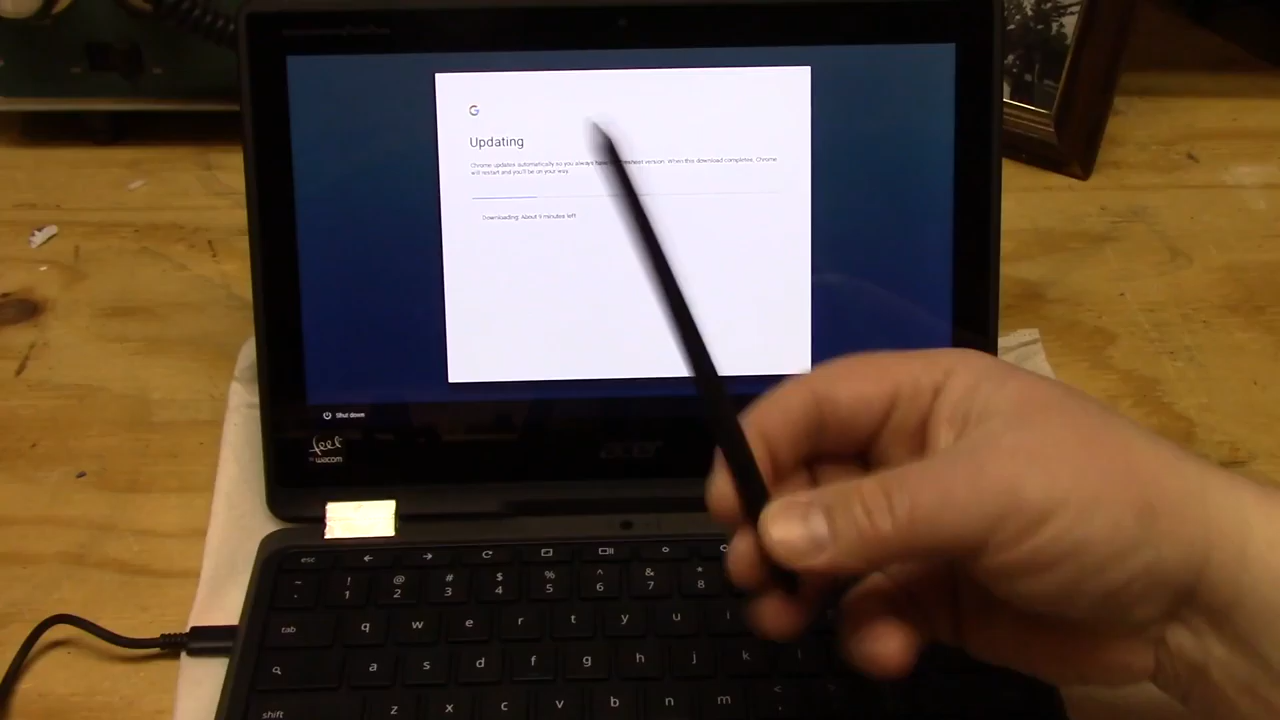 Updating
Chrome updates automatically so you always have freshest version. When this download completes, Chrome
will restart and you'll be on your way.
Downloading: About 9 minutes left
Shut down
feel
by wacom
acer
esc
~ ! @ # $ % ^ & *
1 2 3 4 5 6 7 8
tab q w e r t y u i
a s d f g h j k l
shift z x c v b n m <